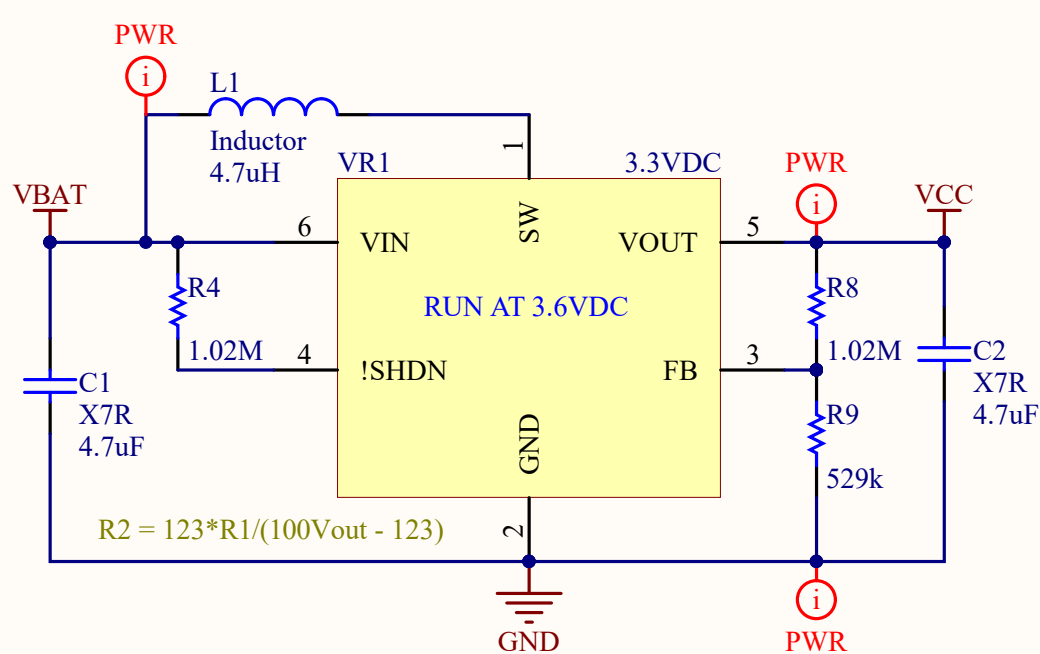 PWR
i
L1
Inductor
4.7uH
1
VR1
3.3VDC
PWR
i
VBAT
VCC
6
VIN
SW
VOUT
5
R4
1.02M
RUN AT 3.6VDC
R8
1.02M
4
!SHDN
FB
3
C1
X7R
4.7uF
C2
X7R
4.7uF
R9
529k
GND
2
R2 = 123*R1/(100Vout - 123)
GND
i
PWR